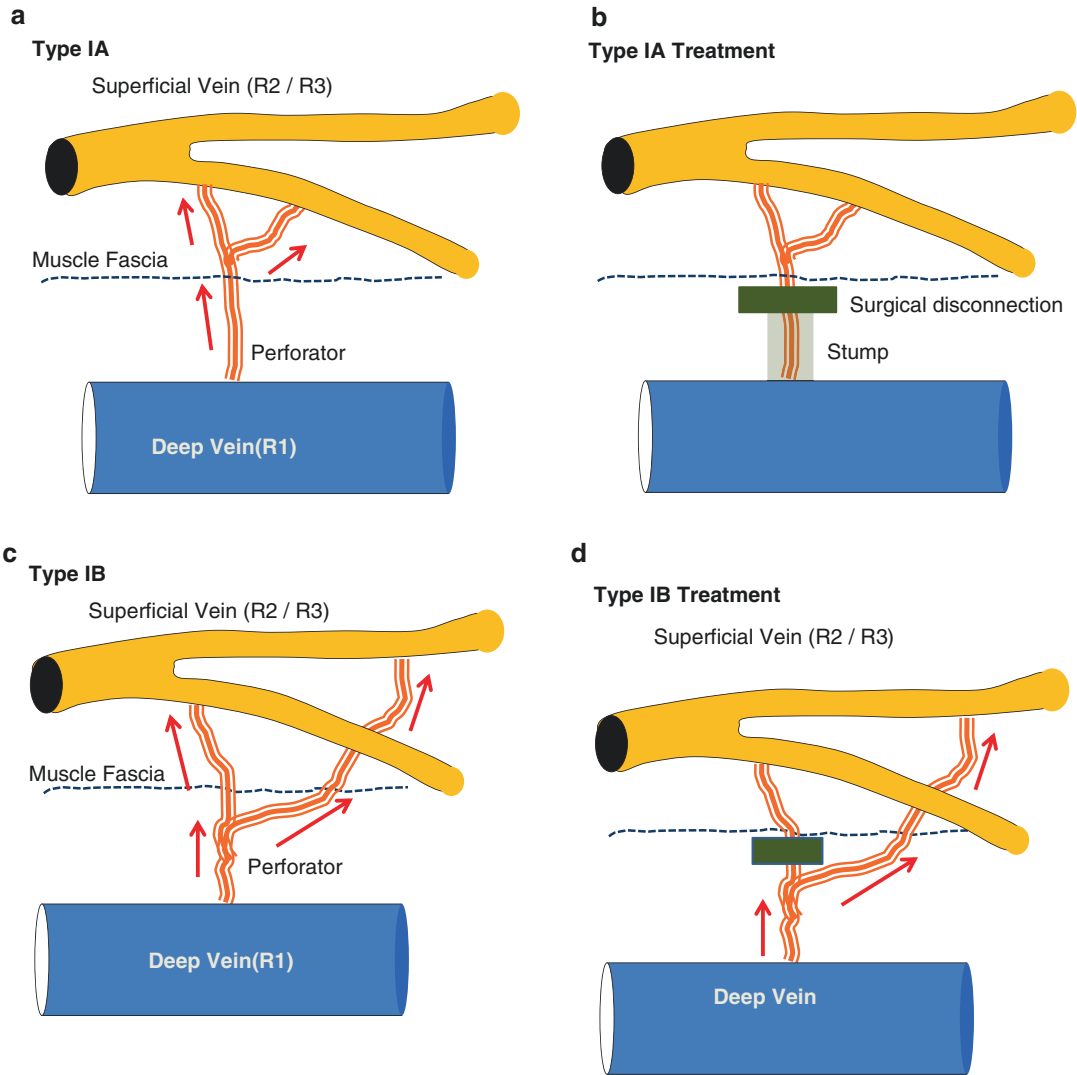 a
Type IA
Superficial Vein (R2 / R3)
Muscle Fascia
Perforator
Deep Vein(R1)
b
Type IA Treatment
Surgical disconnection
Stump
c
Type IB
Superficial Vein (R2 / R3)
Muscle Fascia
Perforator
Deep Vein(R1)
d
Type IB Treatment
Superficial Vein (R2 / R3)
Deep Vein